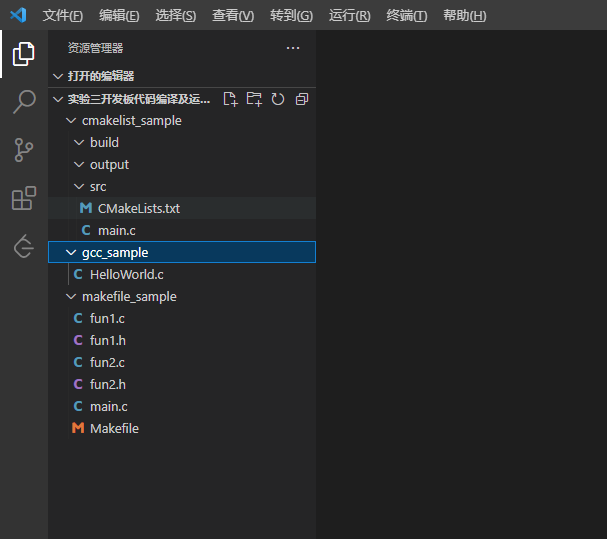 文件(F) 编辑(E) 选择(S) 查看(V) 转到(G) 运行(R) 终端(T) 帮助(H)
资源管理器 ...
打开的编辑器
实验三开发板代码编译及运...
cmakelist_sample
build
output
src
M CMakeLists.txt
C main.c
gcc_sample
C HelloWorld.c
makefile_sample
C fun1.c
C fun1.h
C fun2.c
C fun2.h
C main.c
M Makefile